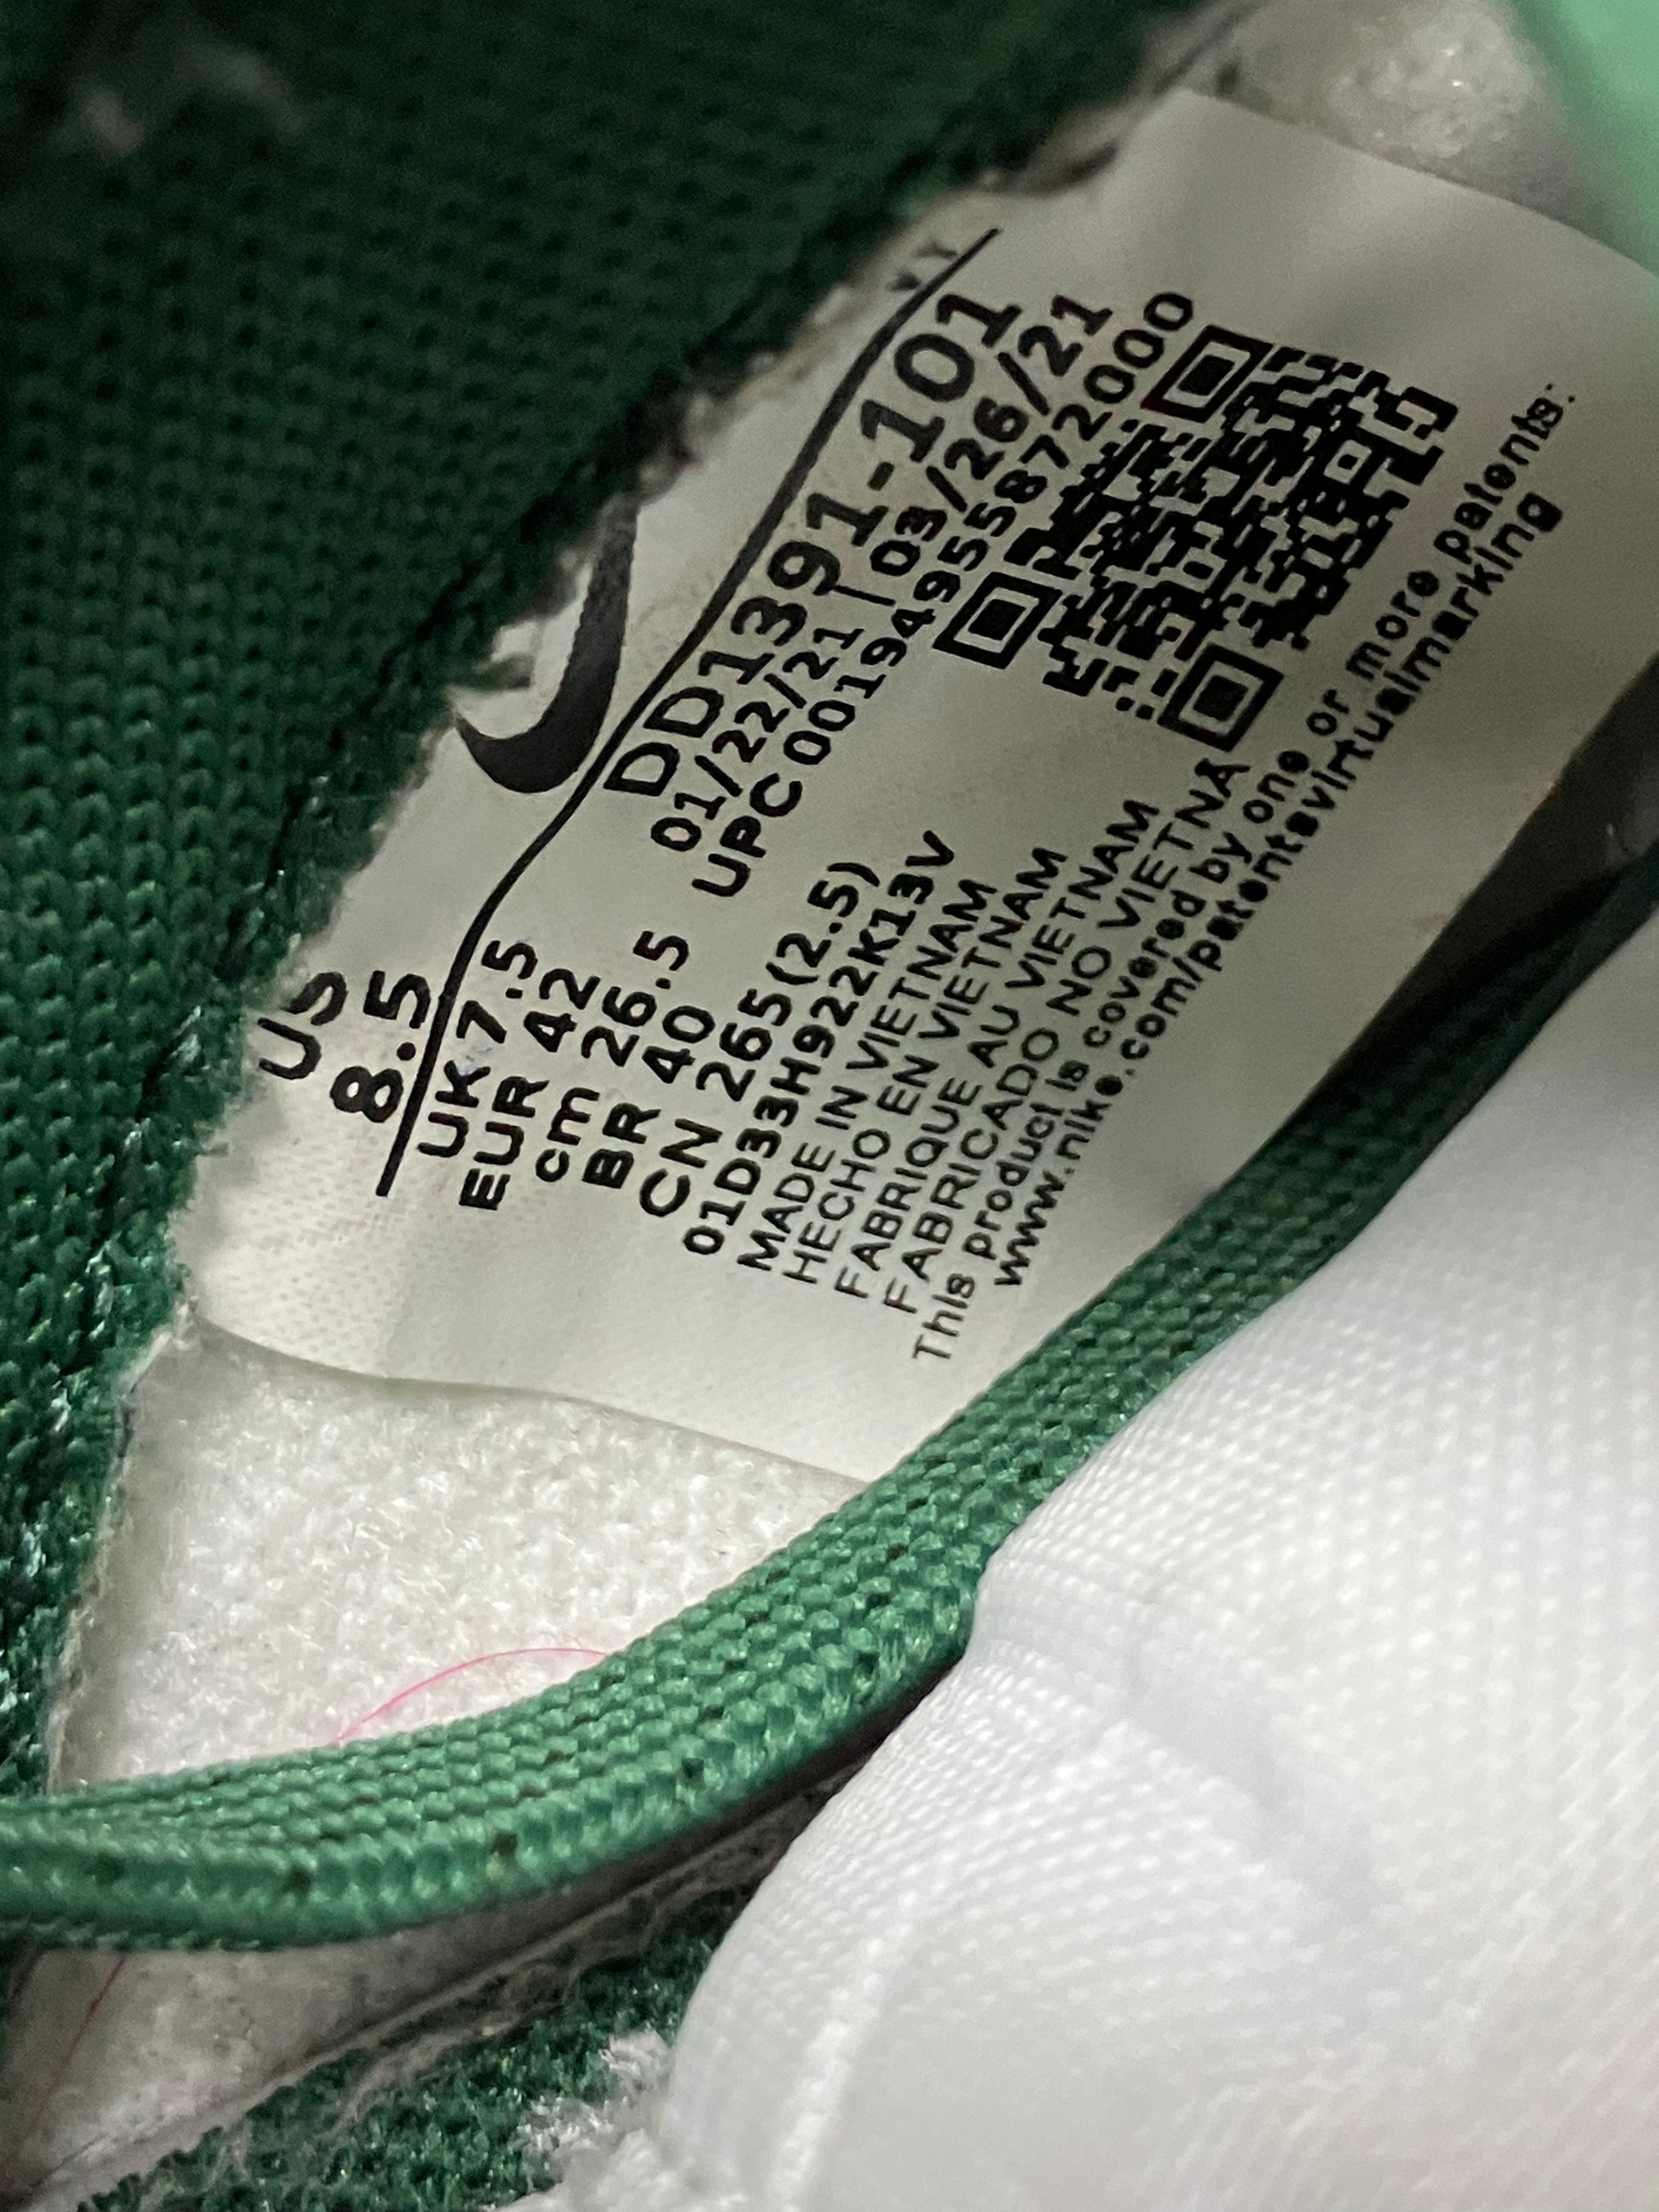 US
8.5
UK 7.5
EUR 42
cm 26.5
BR 40
CN 265(2.5)
01D33H922K13V
MADE IN VIETNAM
HECHO EN VIETNAM
FABRIQUE AU VIETNAM
FABRICADO NO VIETNÃ
This product is covered by one or more patents:
www.nike.com/patentsvirtualmarking
DD1391-101
01/22/21 | 03/26/21
UPC 00194955872000